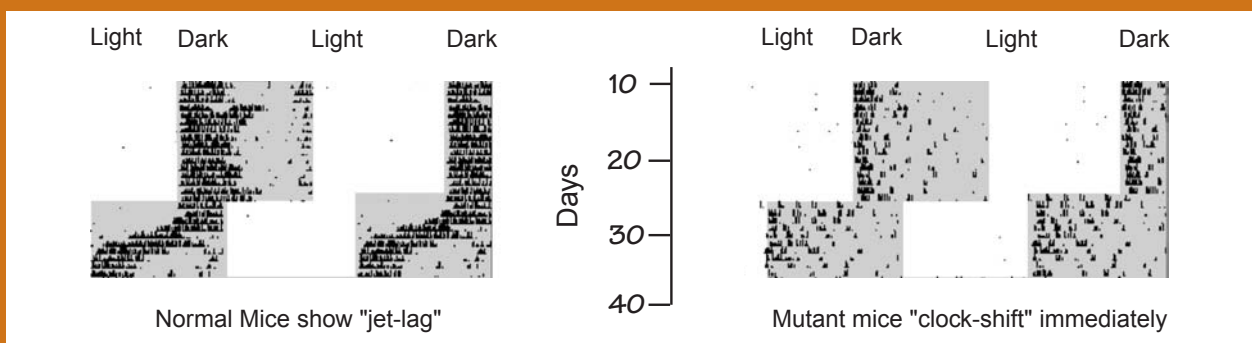 Light Dark Light Dark
Light Dark Light Dark
10
20
30
40
Days
Normal Mice show "jet-lag"
Mutant mice "clock-shift" immediately